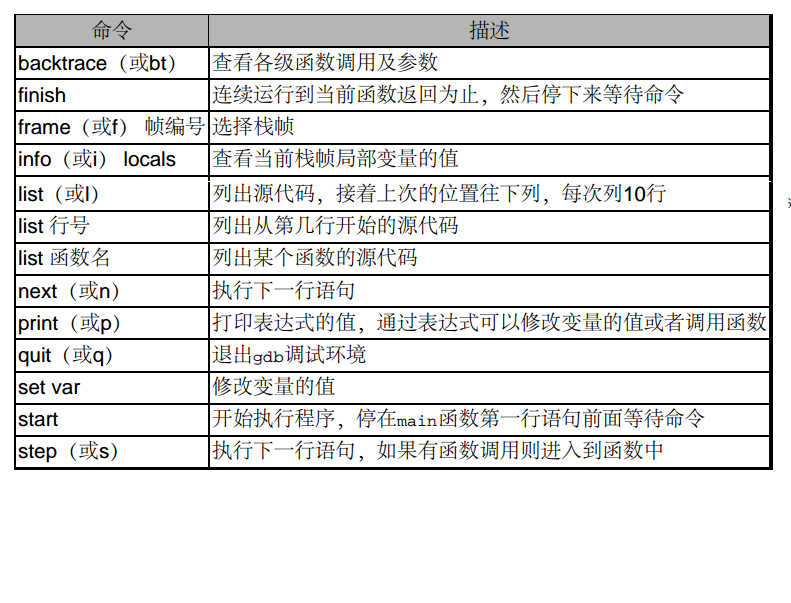 命令 描述
backtrace（或bt） 查看各级函数调用及参数
finish 连续运行到当前函数返回为止，然后停下来等待命令
frame（或f） 帧编号 选择栈帧
info（或i） locals 查看当前栈帧局部变量的值
list（或l） 列出源代码，接着上次的位置往下列，每次列10行
list 行号 列出从第几行开始的源代码
list 函数名 列出某个函数的源代码
next（或n） 执行下一行语句
print（或p） 打印表达式的值，通过表达式可以修改变量的值或者调用函数
quit（或q） 退出gdb调试环境
set var 修改变量的值
start 开始执行程序，停在main函数第一行语句前面等待命令
step（或s） 执行下一行语句，如果有函数调用则进入到函数中